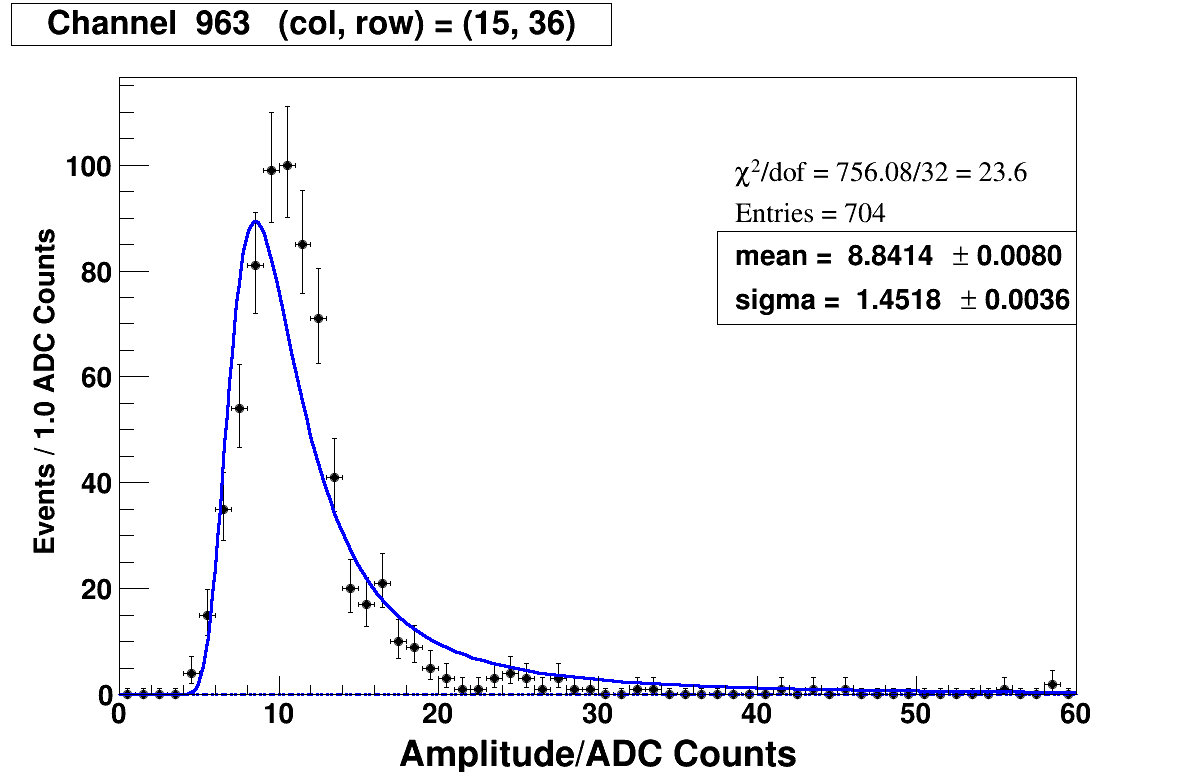 Channel 963 (col, row) = (15, 36)
χ²/dof = 756.08/32 = 23.6
Entries = 704
mean = 8.8414 ± 0.0080
sigma = 1.4518 ± 0.0036
Events / 1.0 ADC Counts
100
80
60
40
20
0
0 10 20 30 40 50 60
Amplitude/ADC Counts